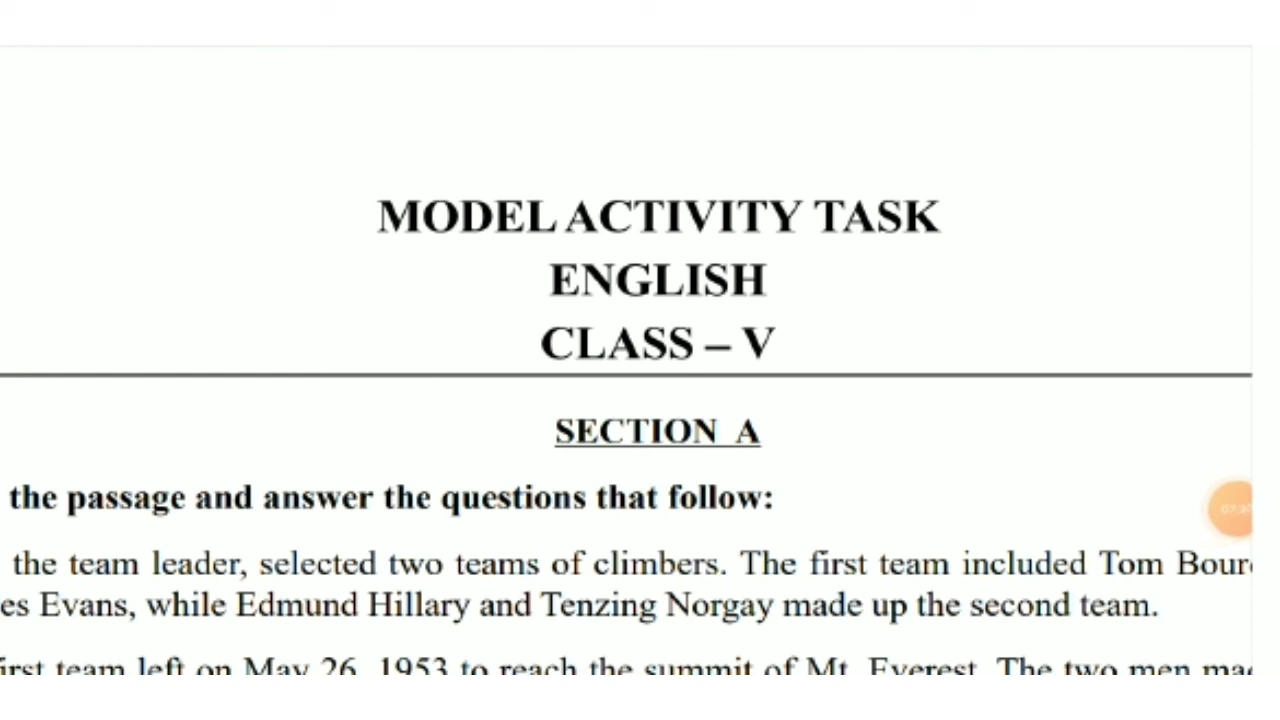 MODEL ACTIVITY TASK
ENGLISH
CLASS – V
SECTION A
the passage and answer the questions that follow:
the team leader, selected two teams of climbers. The first team included Tom
Evans, while Edmund Hillary and Tenzing Norgay made up the second team.
team left on May 26, 1953 to reach the summit of Mt. Everest. The two men